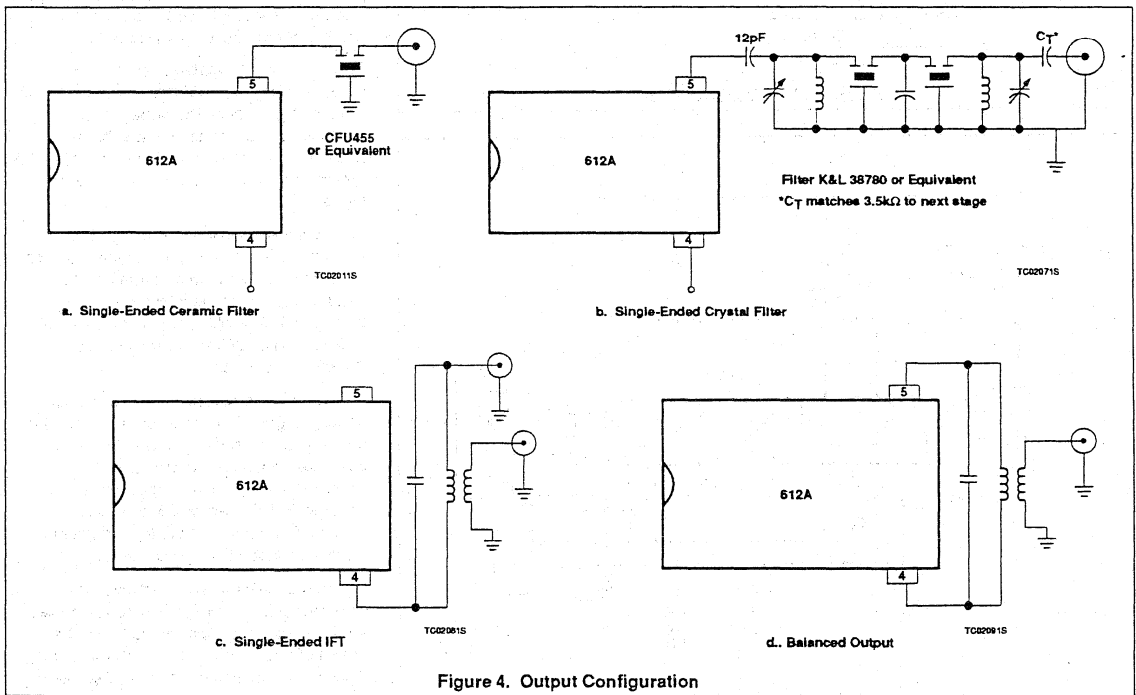 5
612A
4
CFU455
or Equivalent
TC02011S
a. Single-Ended Ceramic Filter
12pF
CT*
5
612A
4
Filter K&L 38780 or Equivalent
*CT matches 3.5kΩ to next stage
TC02071S
b. Single-Ended Crystal Filter
5
612A
4
TC02081S
c. Single-Ended IFT
5
612A
4
TC02091S
d.. Balanced Output
Figure 4. Output Configuration